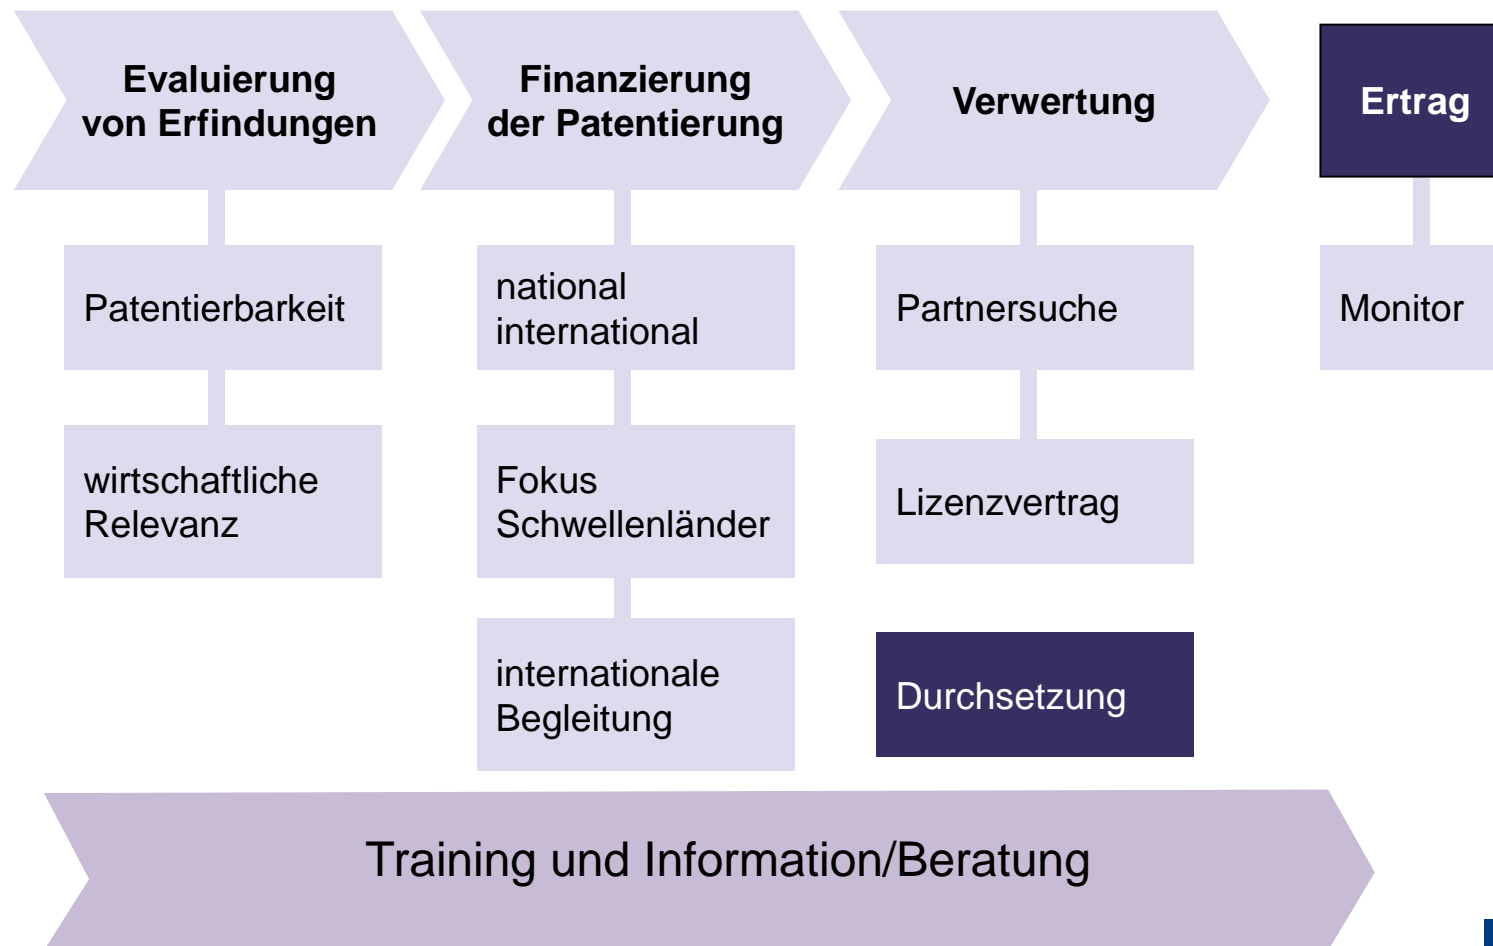 Evaluierung
von Erfindungen
Finanzierung
der Patentierung
Verwertung
Ertrag
Patentierbarkeit
wirtschaftliche
Relevanz
national
international
Fokus
Schwellenländer
internationale
Begleitung
Partnersuche
Lizenzvertrag
Durchsetzung
Monitor
Training und Information/Beratung